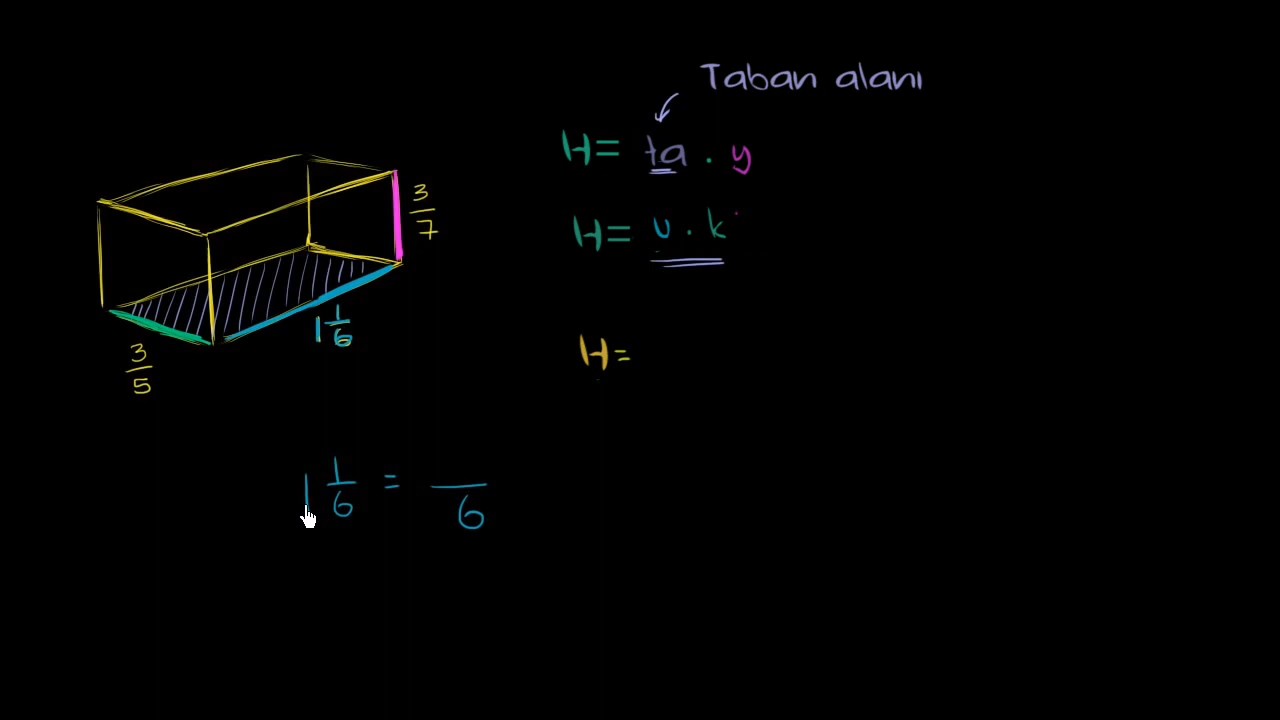 Taban alanı
H = ta . y
H = u . k
3/7
1 1/6
3/5
H =
1 1/6 = /6